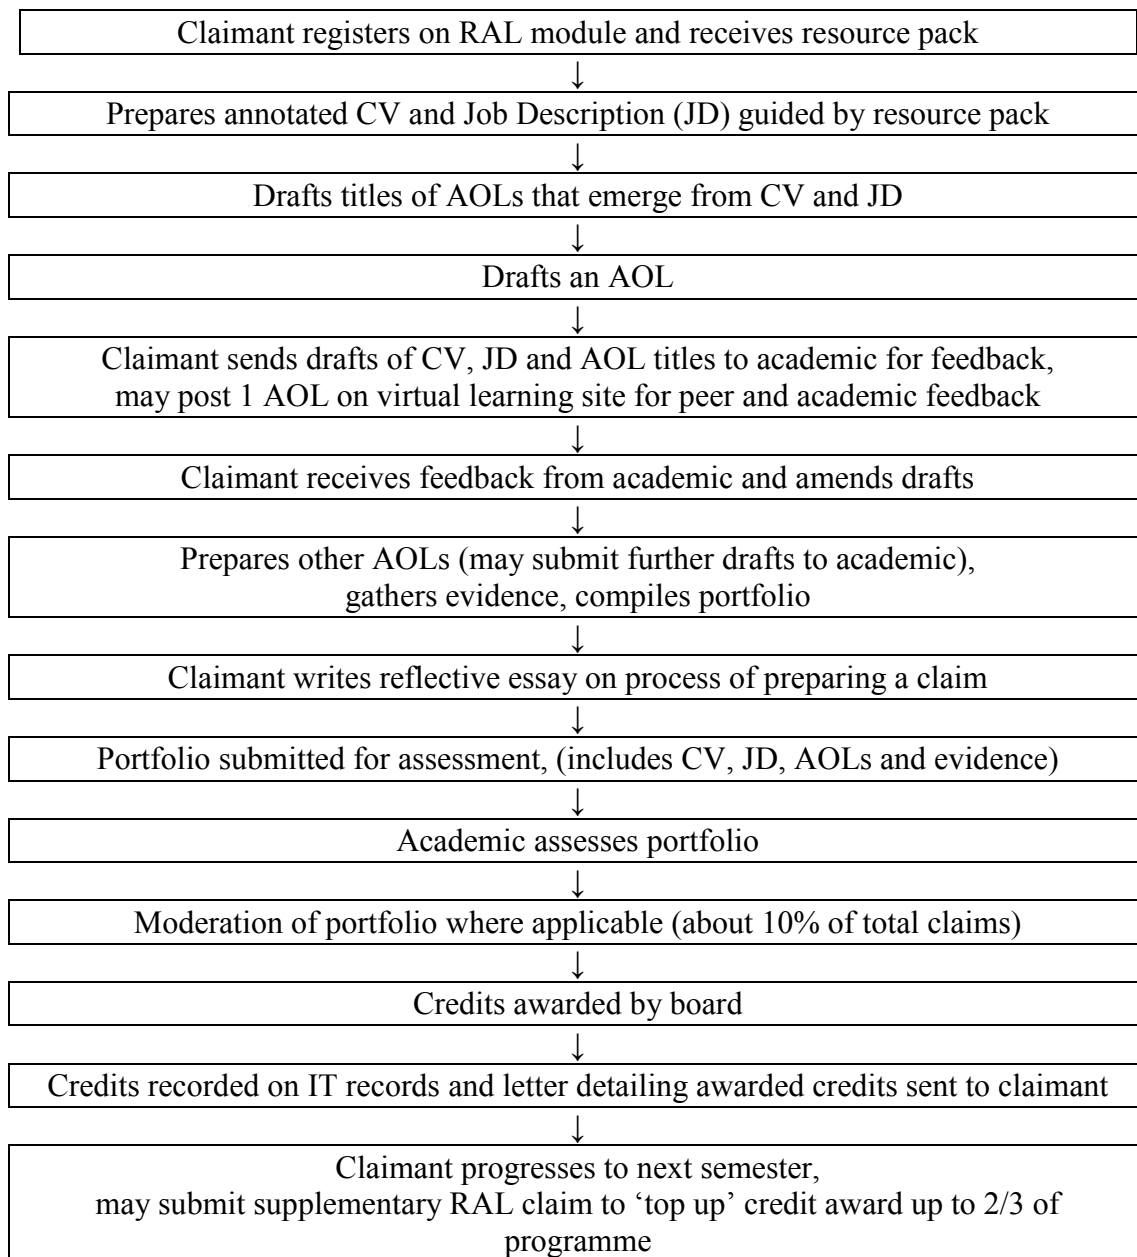 Claimant registers on RAL module and receives resource pack
↓
Prepares annotated CV and Job Description (JD) guided by resource pack
↓
Drafts titles of AOLs that emerge from CV and JD
↓
Drafts an AOL
↓
Claimant sends drafts of CV, JD and AOL titles to academic for feedback,
may post 1 AOL on virtual learning site for peer and academic feedback
↓
Claimant receives feedback from academic and amends drafts
↓
Prepares other AOLs (may submit further drafts to academic),
gathers evidence, compiles portfolio
↓
Claimant writes reflective essay on process of preparing a claim
↓
Portfolio submitted for assessment, (includes CV, JD, AOLs and evidence)
↓
Academic assesses portfolio
↓
Moderation of portfolio where applicable (about 10% of total claims)
↓
Credits awarded by board
↓
Credits recorded on IT records and letter detailing awarded credits sent to claimant
↓
Claimant progresses to next semester,
may submit supplementary RAL claim to ‘top up’ credit award up to 2/3 of
programme